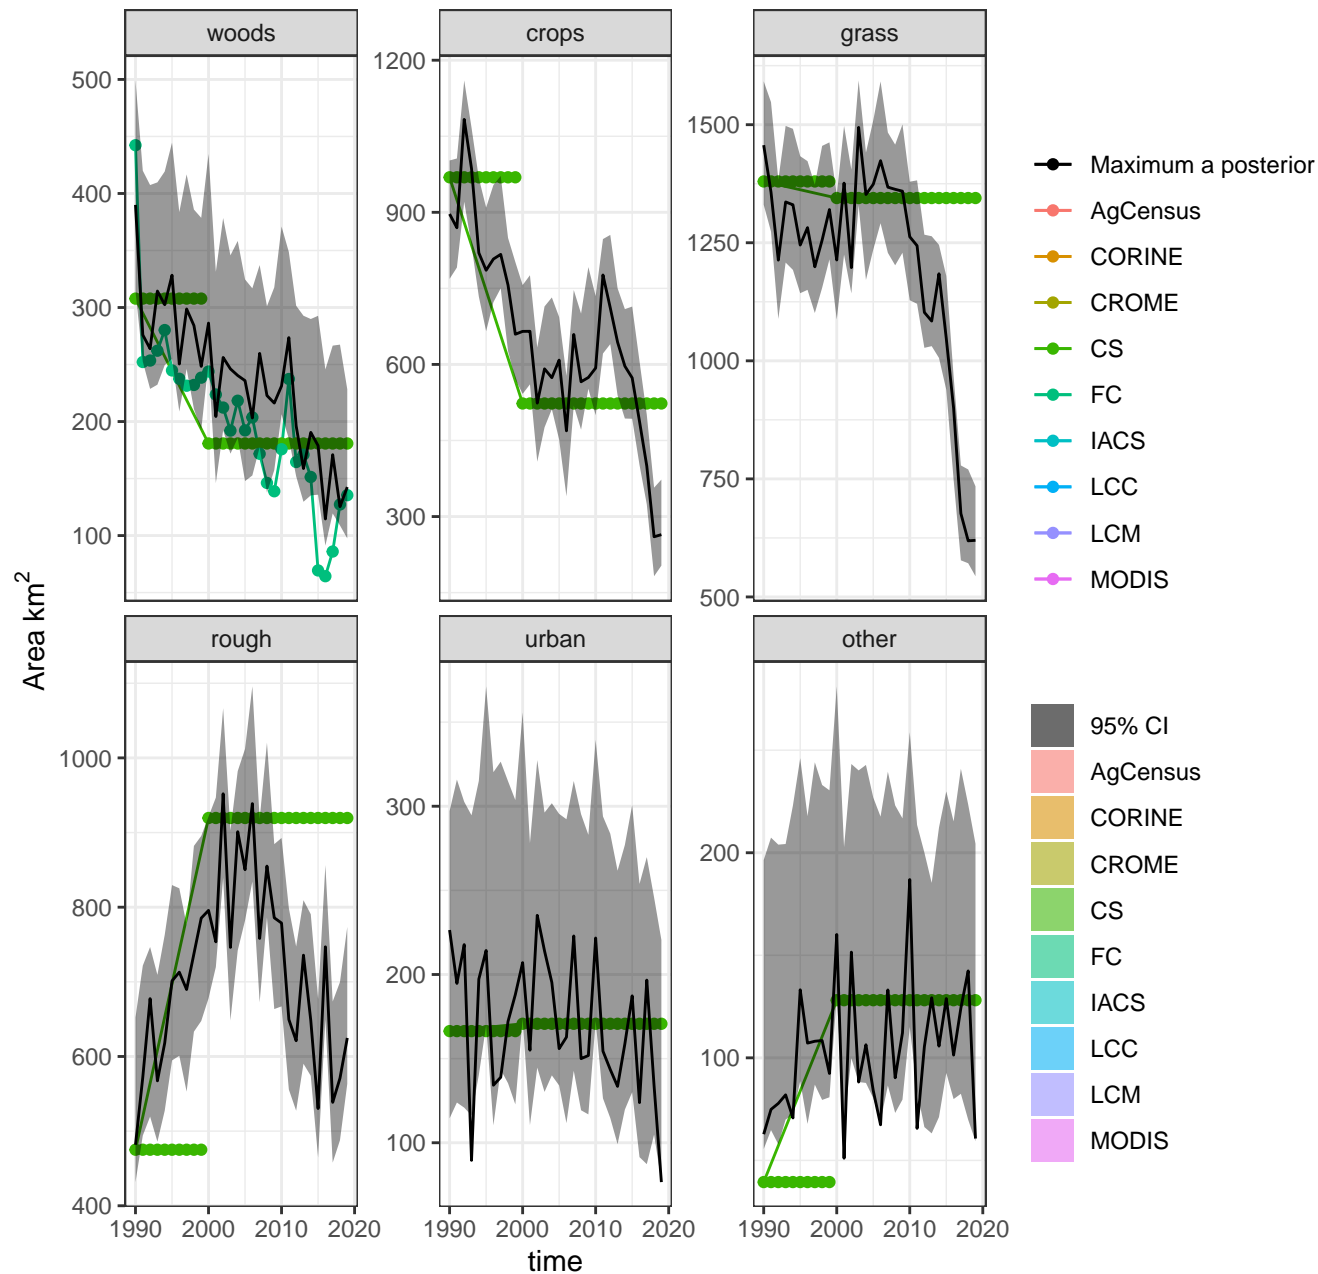 woods
crops
grass
500
400
300
200
100
1200
900
600
300
1500
1250
1000
750
500
rough
urban
other
1000
800
600
400
300
200
100
200
100
1990 2000 2010 2020
1990 2000 2010 2020
1990 2000 2010 2020
time
Area km²
Maximum a posterior
AgCensus
CORINE
CROME
CS
FC
IACS
LCC
LCM
MODIS
95% CI
AgCensus
CORINE
CROME
CS
FC
IACS
LCC
LCM
MODIS